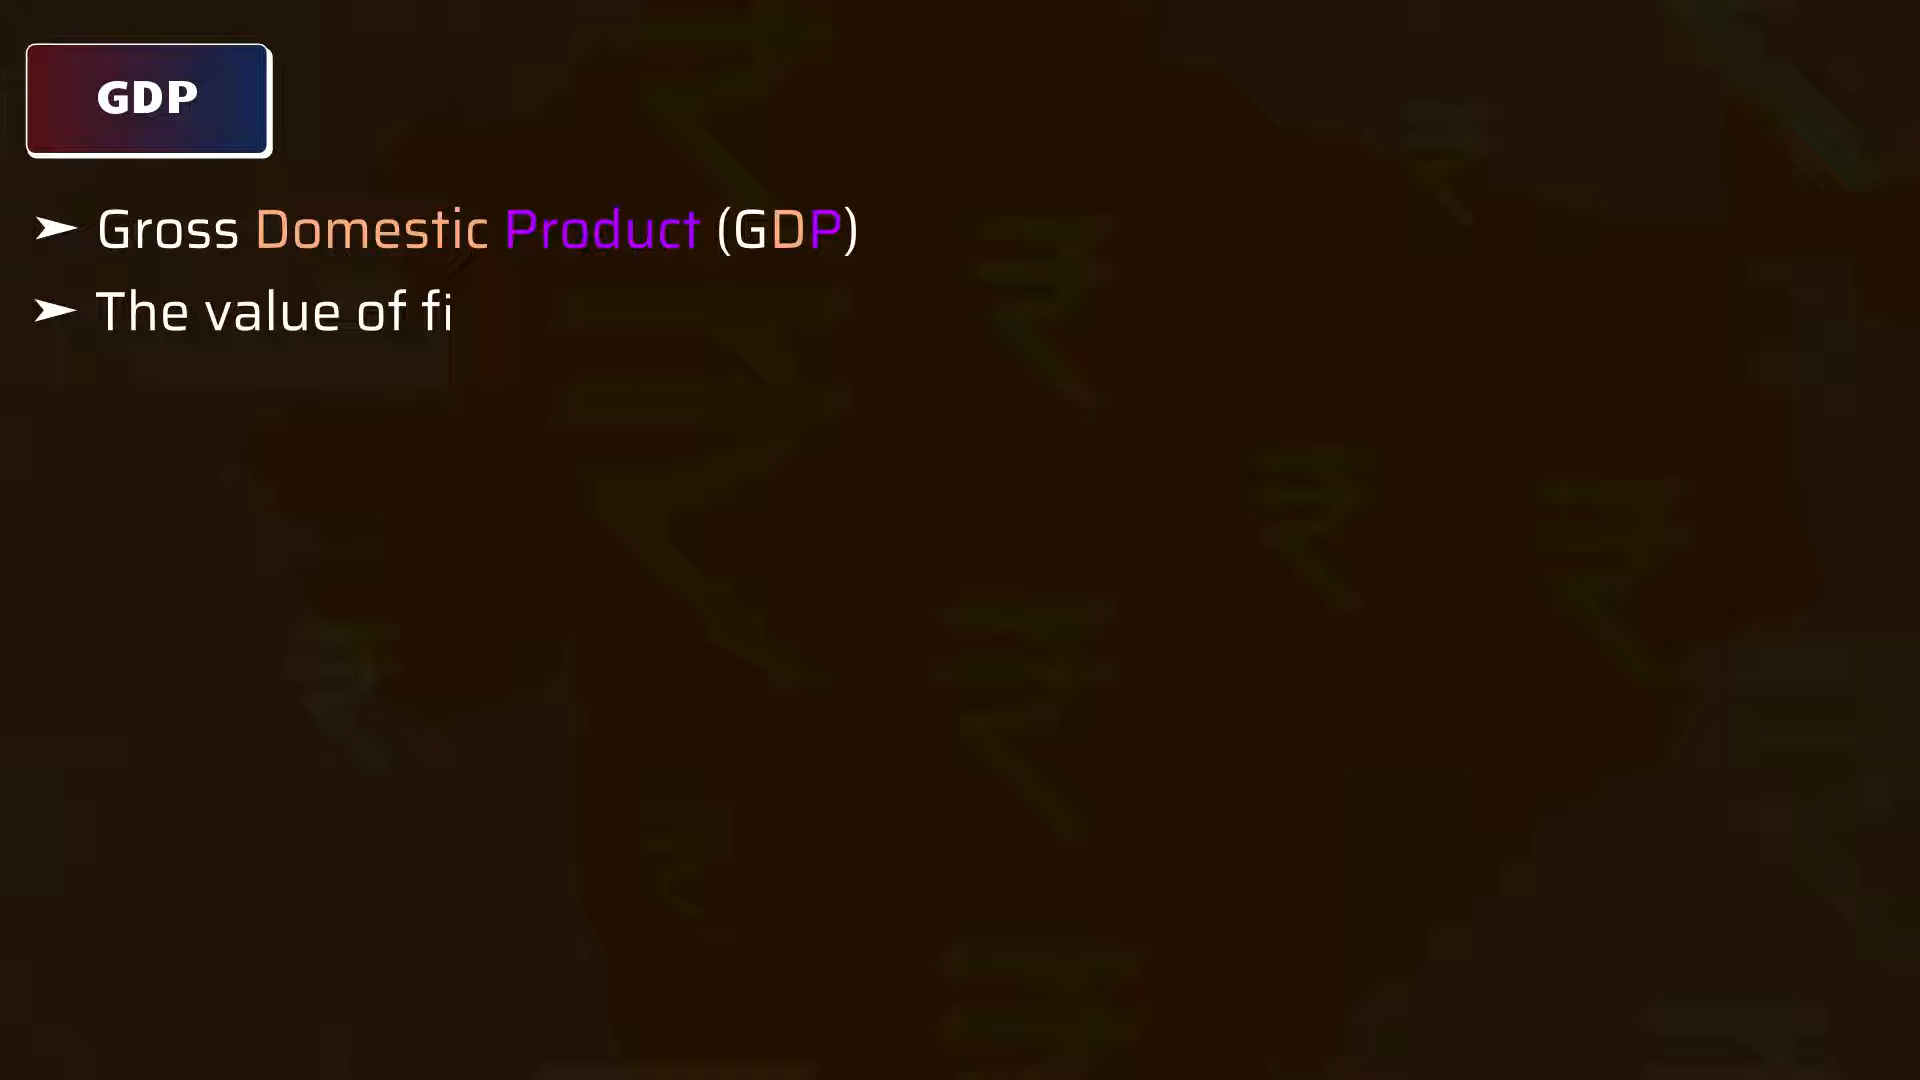 GDP
➤ Gross Domestic Product (GDP)
➤ The value of fi